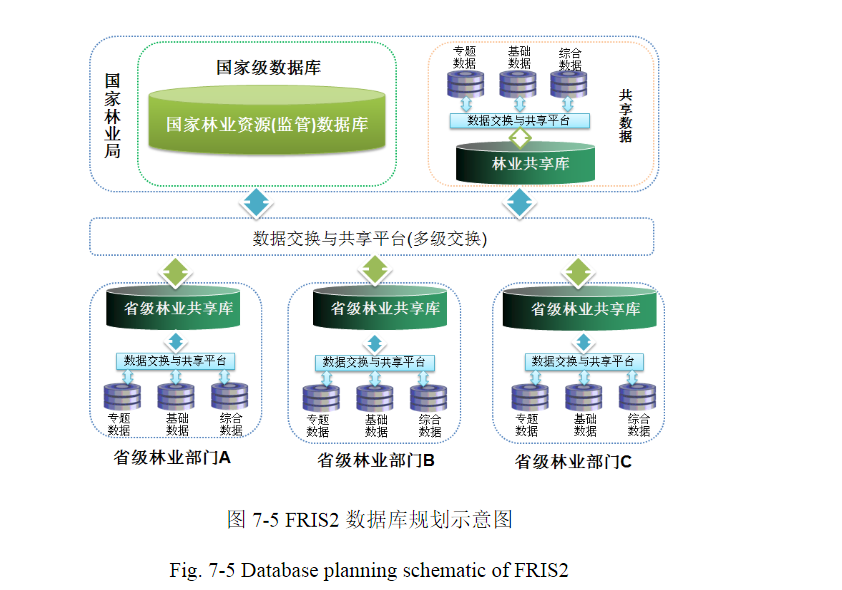 国家林业局
国家级数据库
国家林业资源(监管)数据库
专题
数据
基础
数据
综合
数据
数据交换与共享平台
林业共享库
共享数据
数据交换与共享平台(多级交换)
省级林业共享库
数据交换与共享平台
专题
数据
基础
数据
综合
数据
省级林业部门A
省级林业共享库
数据交换与共享平台
专题
数据
基础
数据
综合
数据
省级林业部门B
省级林业共享库
数据交换与共享平台
专题
数据
基础
数据
综合
数据
省级林业部门C
图 7-5 FRIS2 数据库规划示意图
Fig. 7-5 Database planning schematic of FRIS2